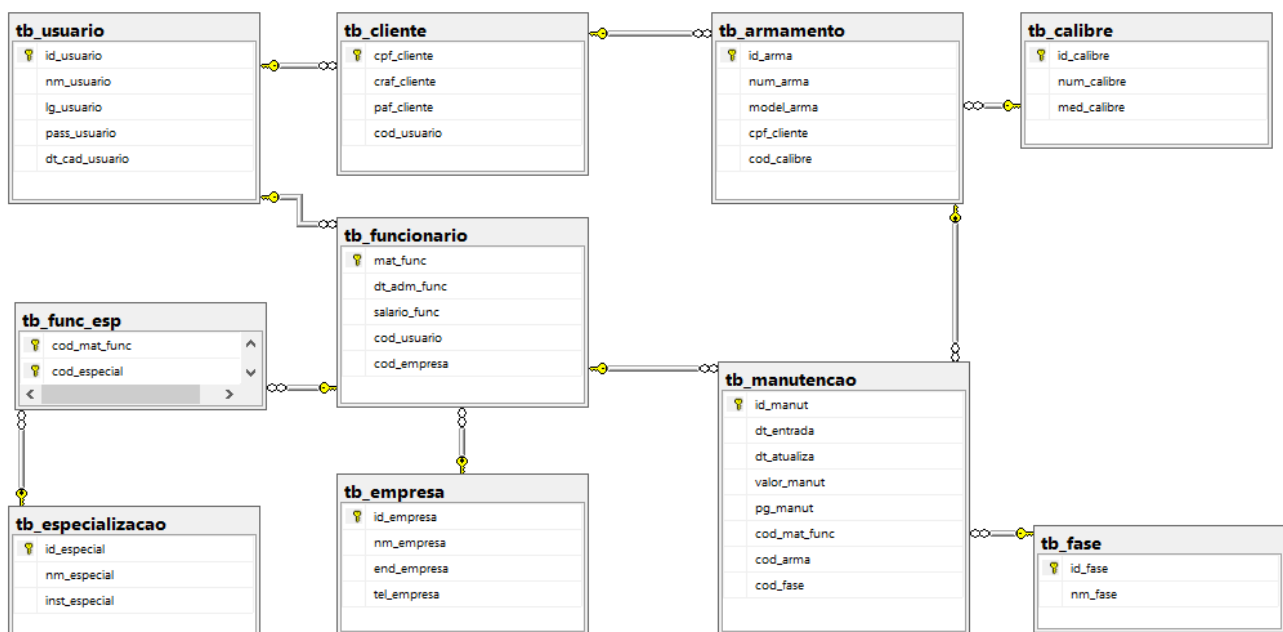 tb_usuario
id_usuario
nm_usuario
lg_usuario
pass_usuario
dt_cad_usuario
tb_cliente
cpf_cliente
craf_cliente
paf_cliente
cod_usuario
tb_armamento
id_arma
num_arma
model_arma
cpf_cliente
cod_calibre
tb_calibre
id_calibre
num_calibre
med_calibre
tb_funcionario
mat_func
dt_adm_func
salario_func
cod_usuario
cod_empresa
tb_func_esp
cod_mat_func
cod_especial
tb_manutencao
id_manut
dt_entrada
dt_atualiza
valor_manut
pg_manut
cod_mat_func
cod_arma
cod_fase
tb_especializacao
id_especial
nm_especial
inst_especial
tb_empresa
id_empresa
nm_empresa
end_empresa
tel_empresa
tb_fase
id_fase
nm_fase